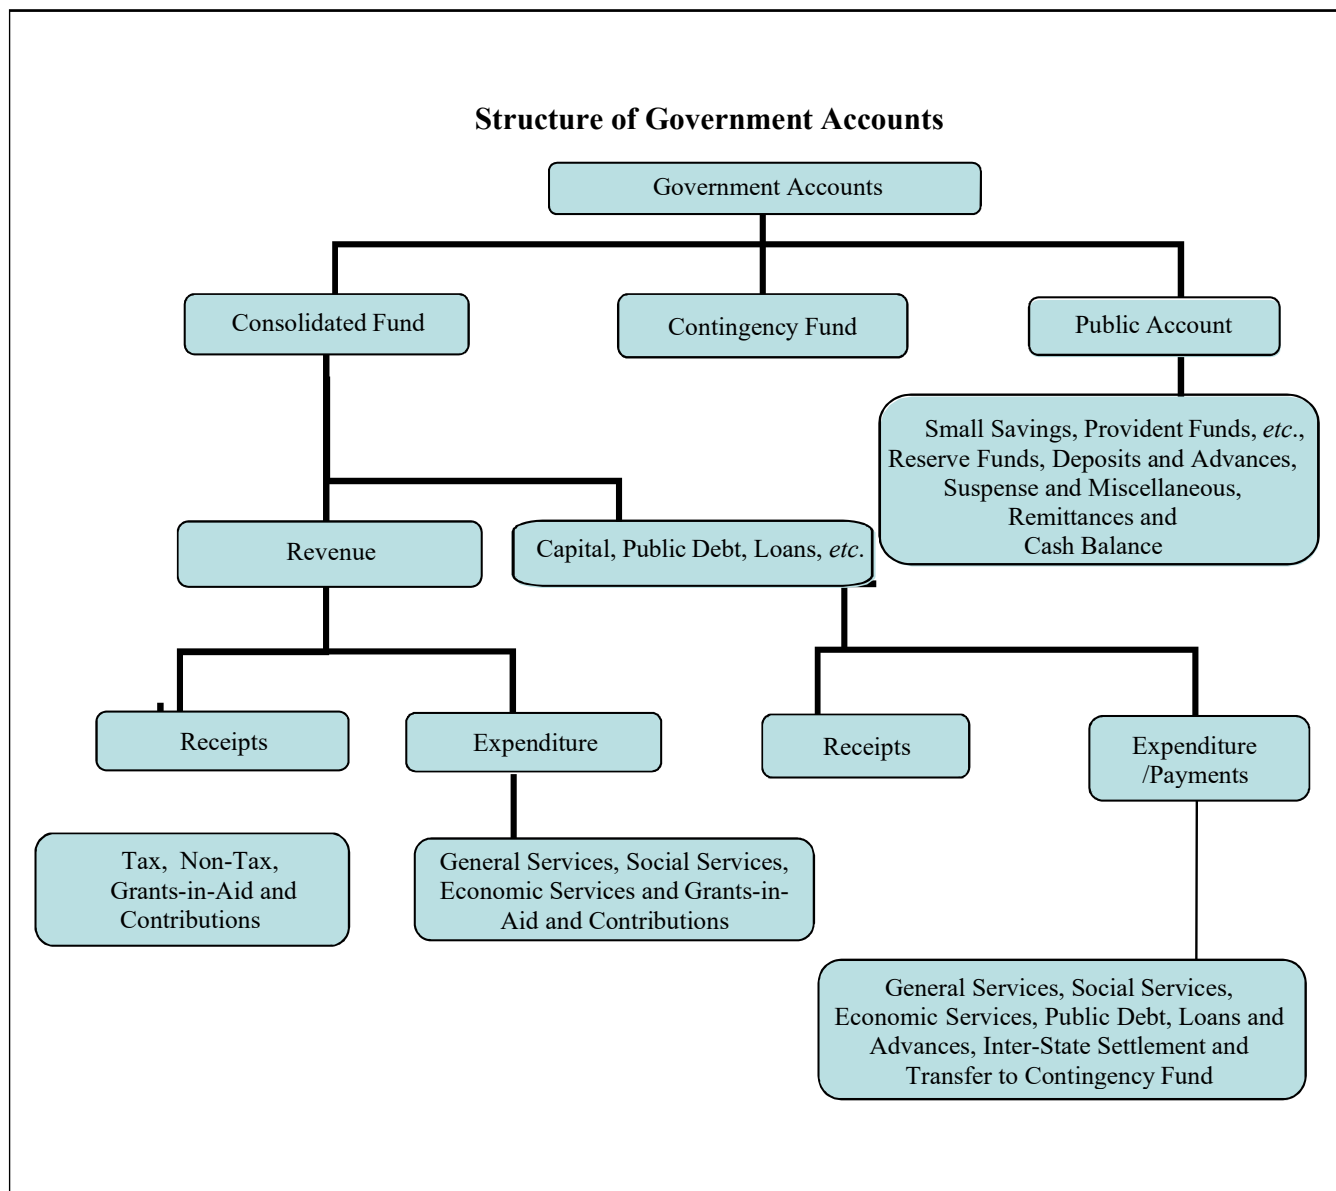 Structure of Government Accounts
Government Accounts
Consolidated Fund
Contingency Fund
Public Account
Small Savings, Provident Funds, etc.,
Reserve Funds, Deposits and Advances,
Suspense and Miscellaneous,
Remittances and
Cash Balance
Revenue
Capital, Public Debt, Loans, etc.
Receipts
Expenditure
Receipts
Expenditure
/Payments
Tax, Non-Tax,
Grants-in-Aid and
Contributions
General Services, Social Services,
Economic Services and Grants-in-
Aid and Contributions
General Services, Social Services,
Economic Services, Public Debt, Loans and
Advances, Inter-State Settlement and
Transfer to Contingency Fund